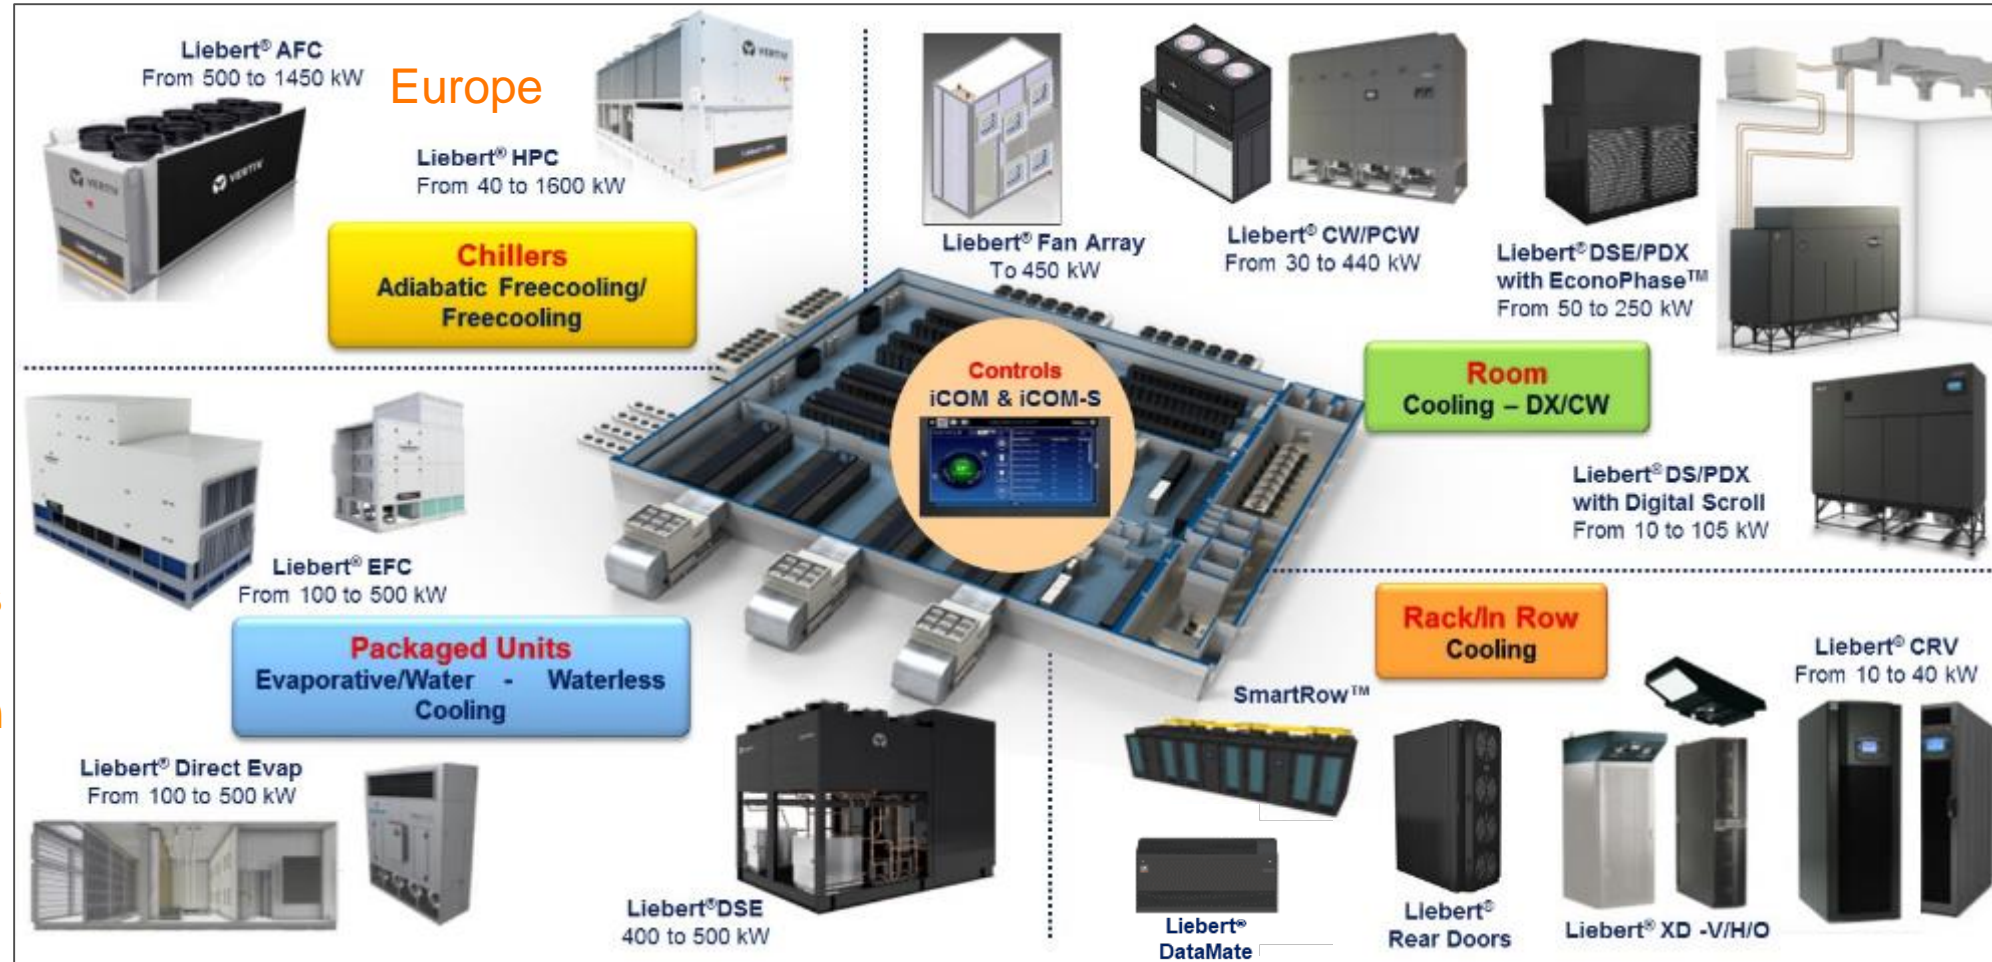 Liebert® AFC
From 500 to 1450 kW
Europe
VERTIV
VERTIV
VERTIV
Liebert® HPC
From 40 to 1600 kW
Chillers
Adiabatic Freecooling/
Freecooling
Liebert® Fan Array
To 450 kW
Liebert® CW/PCW
From 30 to 440 kW
Liebert® DSE/PDX
with EconoPhase™
From 50 to 250 kW
Room
Cooling – DX/CW
Liebert® DS/PDX
with Digital Scroll
From 10 to 105 kW
Controls
iCOM & iCOM-S
Liebert® EFC
From 100 to 500 kW
Packaged Units
Evaporative/Water - Waterless
Cooling
Liebert® Direct Evap
From 100 to 500 kW
Liebert®DSE
400 to 500 kW
Rack/In Row
Cooling
SmartRow™
Liebert® CRV
From 10 to 40 kW
Liebert®
DataMate
Liebert®
Rear Doors
Liebert® XD -V/H/O